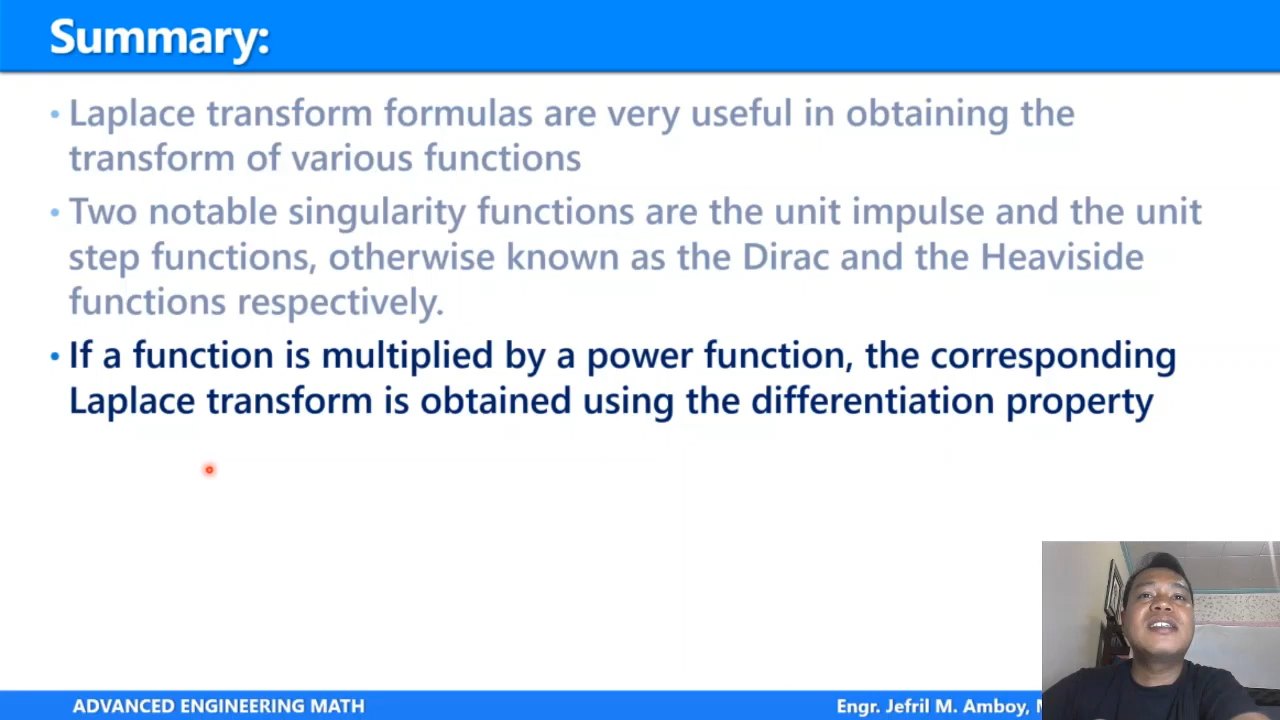 Summary:
• Laplace transform formulas are very useful in obtaining the
transform of various functions
• Two notable singularity functions are the unit impulse and the unit
step functions, otherwise known as the Dirac and the Heaviside
functions respectively.
• If a function is multiplied by a power function, the corresponding
Laplace transform is obtained using the differentiation property
ADVANCED ENGINEERING MATH
Engr. Jefril M. Amboy,